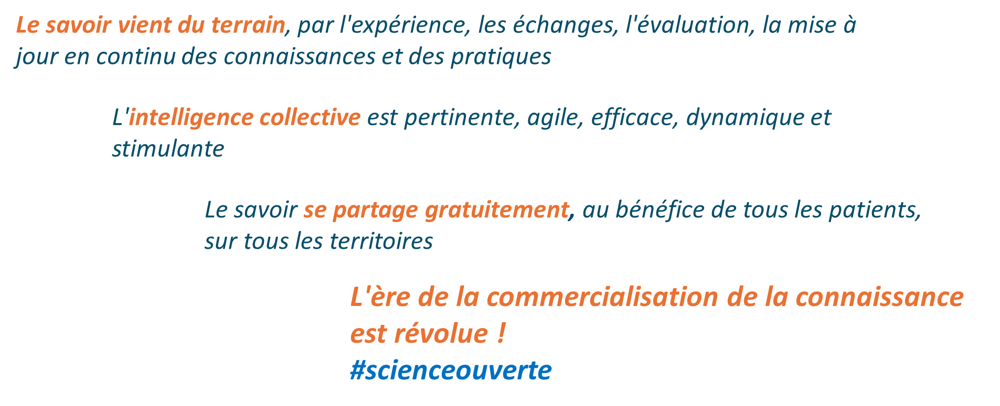 Le savoir vient du terrain, par l'expérience, les échanges, l'évaluation, la mise à
jour en continu des connaissances et des pratiques
L'intelligence collective est pertinente, agile, efficace, dynamique et
stimulante
Le savoir se partage gratuitement, au bénéfice de tous les patients,
sur tous les territoires
L'ère de la commercialisation de la connaissance
est révolue !
#scienceouverte